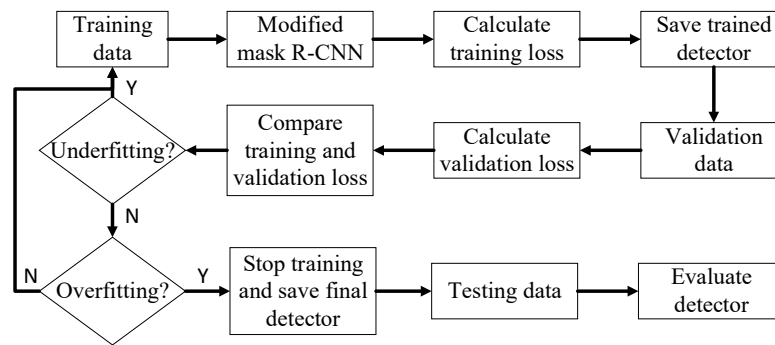 Training
data
Modified
mask R-CNN
Calculate
training loss
Save trained
detector
Y
Underfitting?
Compare
training and
validation loss
Calculate
validation loss
Validation
data
N
N
Overfitting?
Y
Stop training
and save final
detector
Testing data
Evaluate
detector